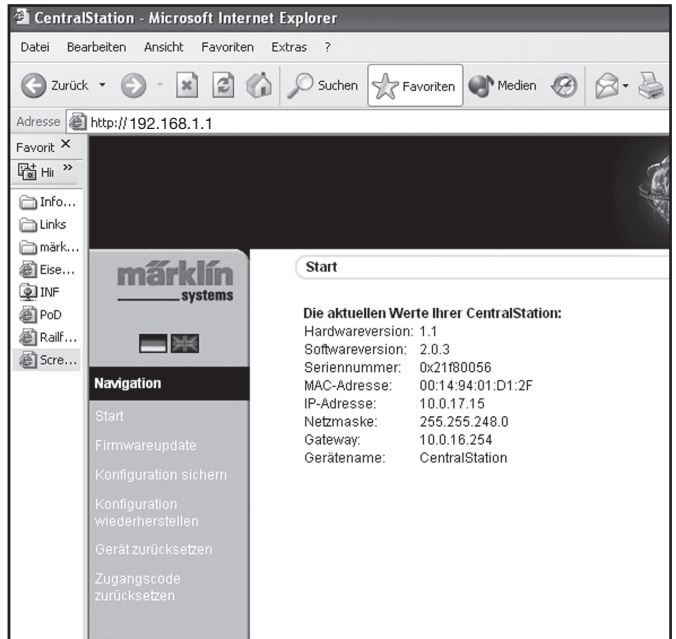 CentralStation - Microsoft Internet Explorer
Datei Bearbeiten Ansicht Favoriten Extras ?
Zurück Suchen Favoriten Medien
Adresse http://192.168.1.1
Favorit ×
Hi »
Info...
Links
märk...
Eise...
INF
PoD
Railf...
Scre...
märklín
systems
Navigation
Start
Firmwareupdate
Konfiguration sichern
Konfiguration
wiederherstellen
Gerät zurücksetzen
Zugangscode
zurücksetzen
Start
Die aktuellen Werte Ihrer CentralStation:
Hardwareversion: 1.1
Softwareversion: 2.0.3
Seriennummer: 0x21f80056
MAC-Adresse: 00:14:94:01:D1:2F
IP-Adresse: 10.0.17.15
Netzmaske: 255.255.248.0
Gateway: 10.0.16.254
Gerätename: CentralStation